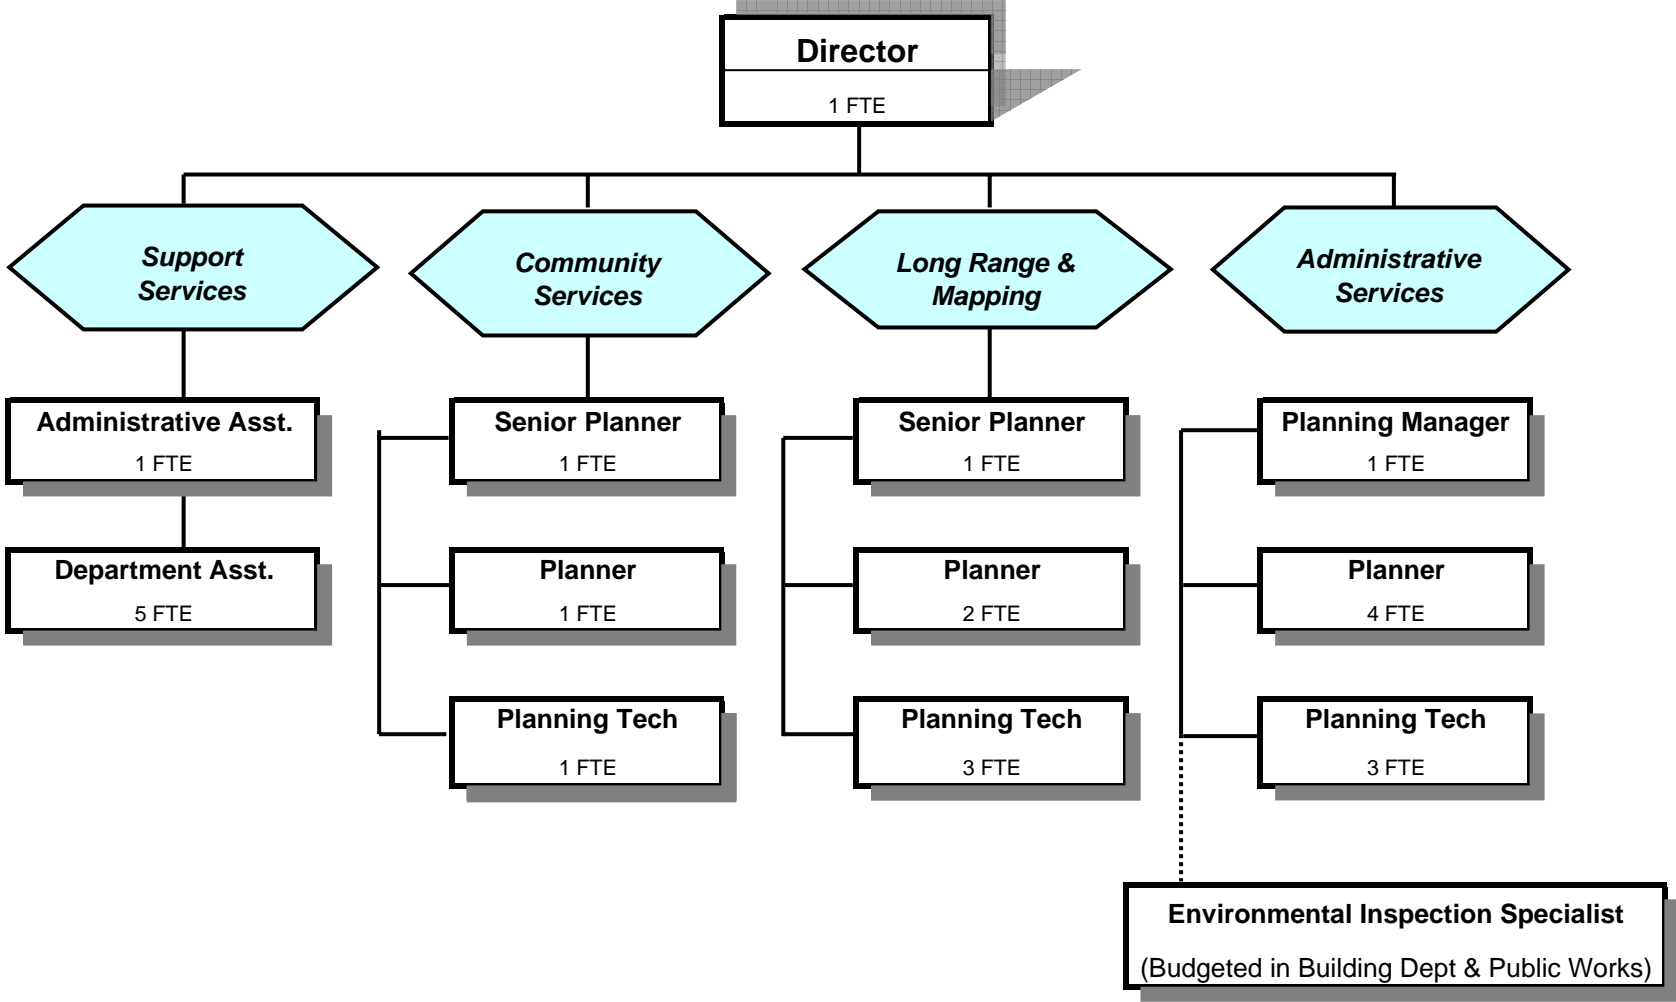 Director
1 FTE
Support
Services
Community
Services
Long Range &
Mapping
Administrative
Services
Administrative Asst.
1 FTE
Senior Planner
1 FTE
Senior Planner
1 FTE
Planning Manager
1 FTE
Department Asst.
5 FTE
Planner
1 FTE
Planner
2 FTE
Planner
4 FTE
Planning Tech
1 FTE
Planning Tech
3 FTE
Planning Tech
3 FTE
Environmental Inspection Specialist
(Budgeted in Building Dept & Public Works)